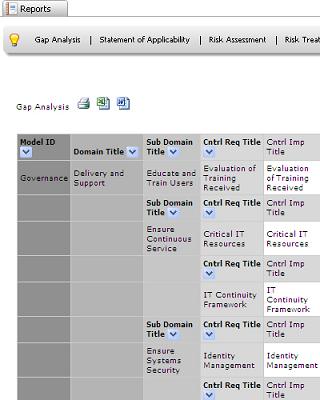 Reports
Gap Analysis | Statement of Applicability | Risk Assessment | Risk Treat
Gap Analysis
Model ID Domain Title Sub Domain Title Cntrl Req Title Cntrl Imp Title
Governance Delivery and Support Educate and Train Users Evaluation of Training Received Evaluation of Training Received
Sub Domain Title Cntrl Req Title Cntrl Imp Title
Ensure Continuous Service Critical IT Resources Critical IT Resources
Cntrl Req Title Cntrl Imp Title
IT Continuity Framework IT Continuity Framework
Sub Domain Title Cntrl Req Title Cntrl Imp Title
Ensure Systems Security Identity Management Identity Management
Cntrl Req Title Cntrl Imp Title